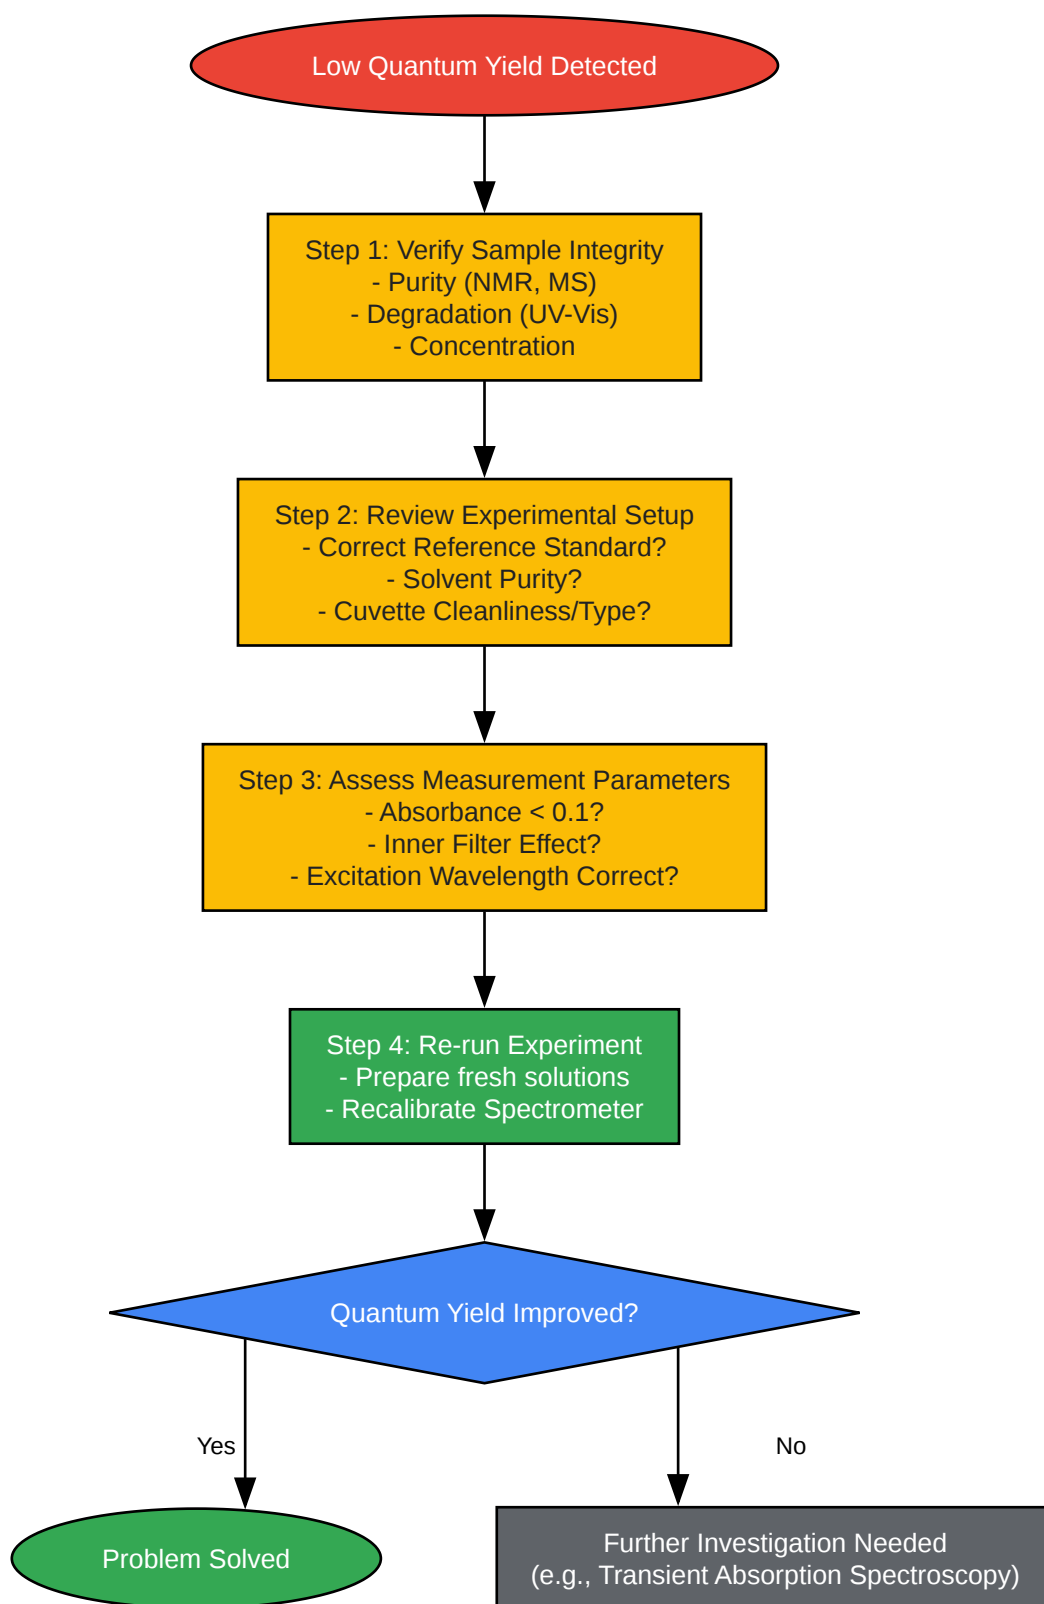 Low Quantum Yield Detected
Step 1: Verify Sample Integrity
- Purity (NMR, MS)
- Degradation (UV-Vis)
- Concentration
Step 2: Review Experimental Setup
- Correct Reference Standard?
- Solvent Purity?
- Cuvette Cleanliness/Type?
Step 3: Assess Measurement Parameters
- Absorbance < 0.1?
- Inner Filter Effect?
- Excitation Wavelength Correct?
Step 4: Re-run Experiment
- Prepare fresh solutions
- Recalibrate Spectrometer
Quantum Yield Improved?
Yes
No
Problem Solved
Further Investigation Needed
(e.g., Transient Absorption Spectroscopy)